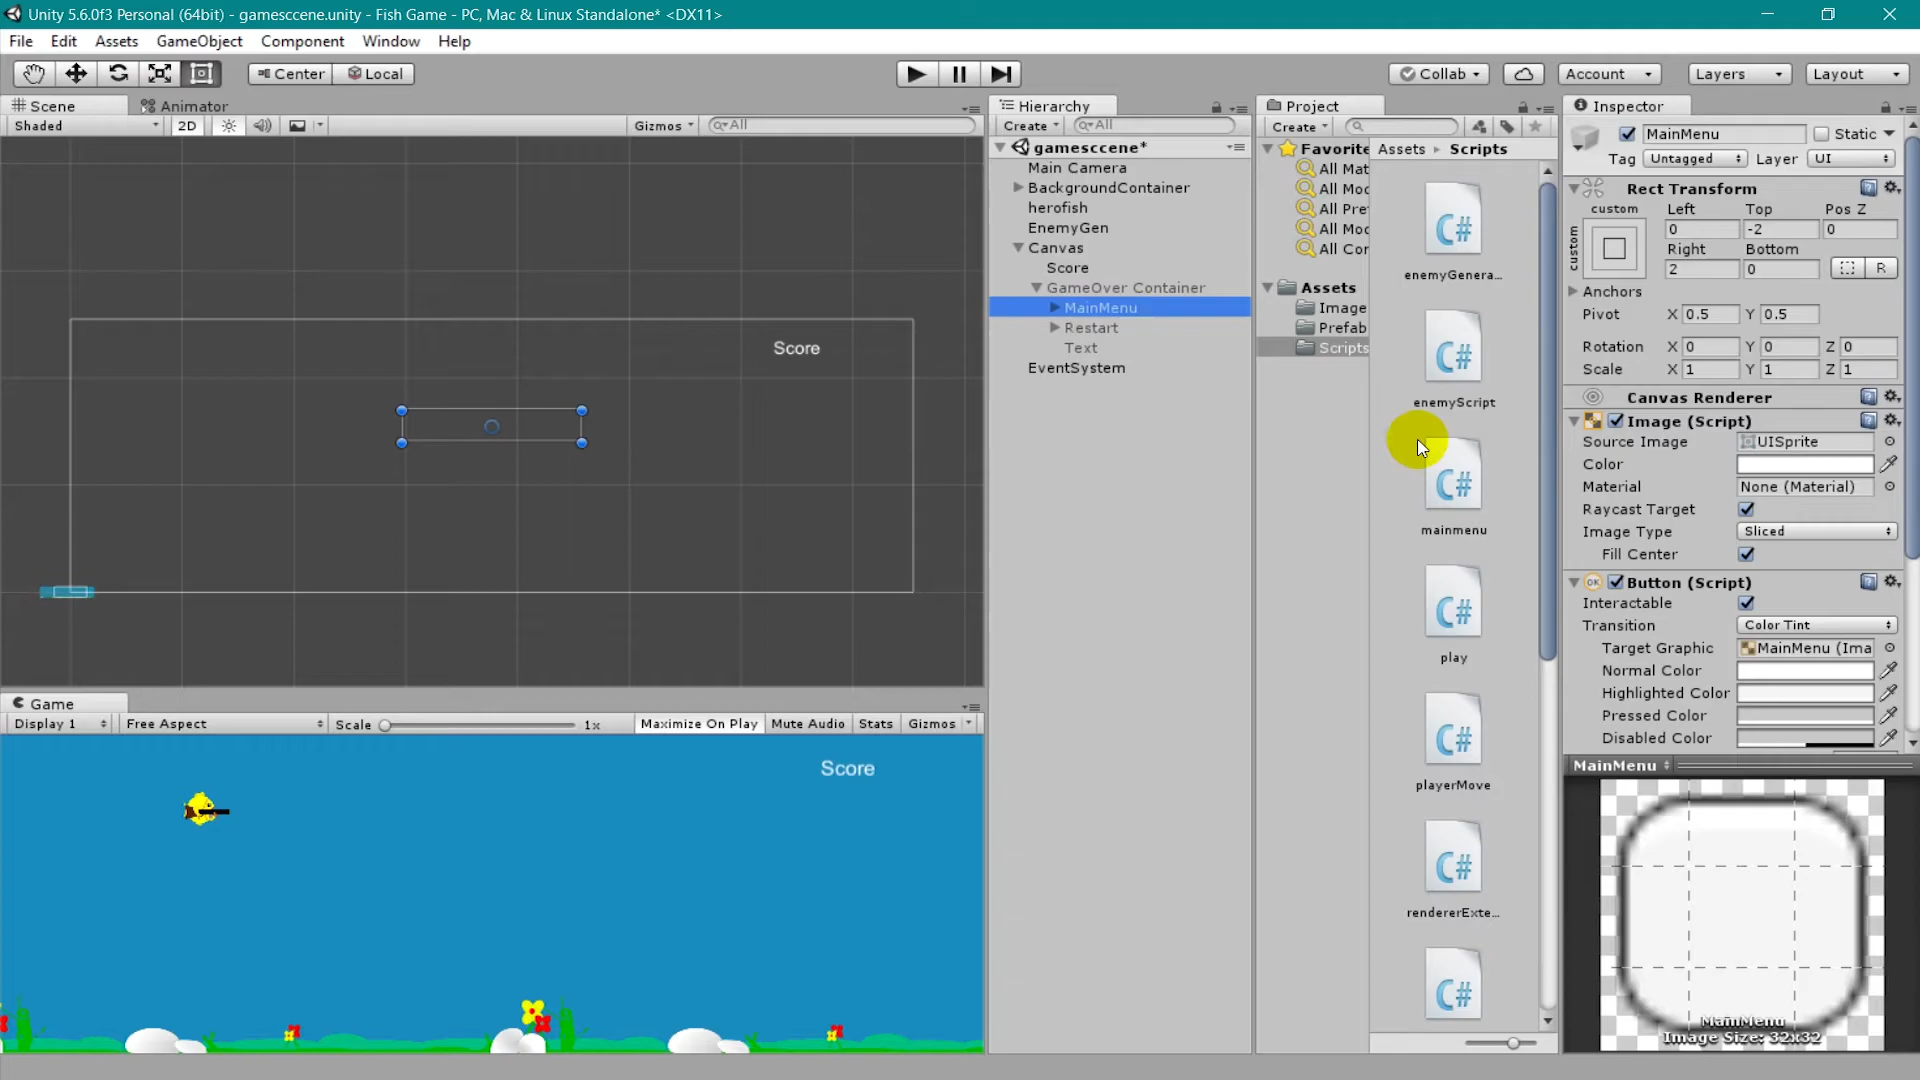 Unity 5.6.0f3 Personal (64bit) - gamesccene.unity - Fish Game - PC, Mac & Linux Standalone* <DX11>
File Edit Assets GameObject Component Window Help
Center Local Collab Account Layers Layout
Scene Animator
Shaded 2D Gizmos All
Score
Game
Display 1 Free Aspect Scale 1x Maximize On Play Mute Audio Stats Gizmos
Score
Hierarchy
Create All
gamesccene*
Main Camera
BackgroundContainer
herofish
EnemyGen
Canvas
Score
GameOver Container
MainMenu
Restart
Text
EventSystem
Project
Create
Favorite
All Mat
All Moc
All Pre
All Moc
All Cor
Assets
Image
Prefab
Scripts
Assets Scripts
C#
enemyGenera...
C#
enemyScript
C#
mainmenu
C#
play
C#
playerMove
C#
rendererExte...
C#
Inspector
MainMenu Static
Tag Untagged Layer UI
Rect Transform
custom Left Top Pos Z
custom
0 -2 0
Right Bottom
2 0 R
Anchors
Pivot X 0.5 Y 0.5
Rotation X 0 Y 0 Z 0
Scale X 1 Y 1 Z 1
Canvas Renderer
Image (Script)
Source Image UISprite
Color
Material None (Material)
Raycast Target
Image Type Sliced
Fill Center
OK Button (Script)
Interactable
Transition Color Tint
Target Graphic MainMenu (Ima
Normal Color
Highlighted Color
Pressed Color
Disabled Color
MainMenu
MainMenu
Image Size: 32x32